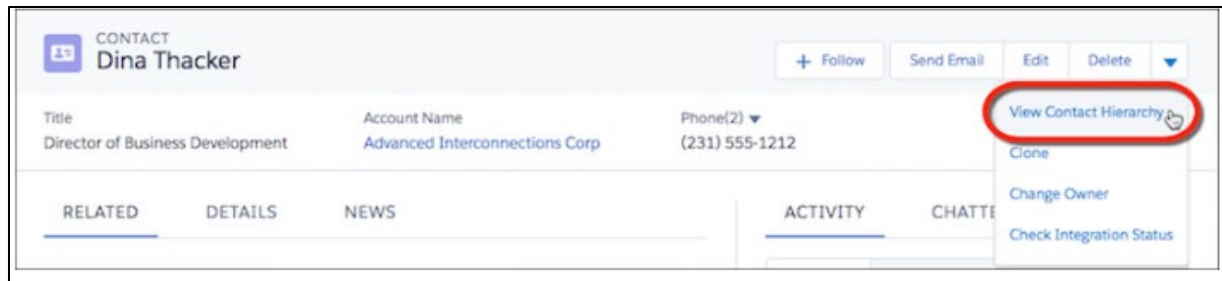 CONTACT
Dina Thacker
+ Follow
Send Email
Edit
Delete
View Contact Hierarchy
Title
Account Name
Phone(2)
Director of Business Development
Advanced Interconnections Corp
(231) 555-1212
Clone
Change Owner
Check Integration Status
RELATED
DETAILS
NEWS
ACTIVITY
CHATTE